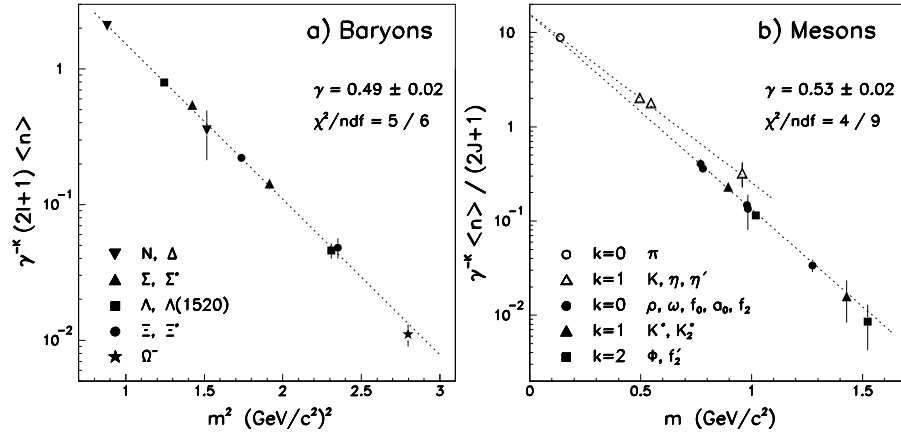 a) Baryons
γ = 0.49 ± 0.02
χ²/ndf = 5 / 6
γ⁻ᴷ (2I+1) <n>
1
10⁻¹
10⁻²
N, Δ
Σ, Σ*
Λ, Λ(1520)
Ξ, Ξ*
Ω⁻
1 1.5 2 2.5 3
m² (GeV/c²)²
b) Mesons
γ = 0.53 ± 0.02
χ²/ndf = 4 / 9
γ⁻ᴷ <n> / (2J+1)
10
1
10⁻¹
10⁻²
k=0 π
k=1 K, η, η′
k=0 ρ, ω, f₀, a₀, f₂
k=1 K*, K₂*
k=2 Φ, f₂′
0 0.5 1 1.5
m (GeV/c²)